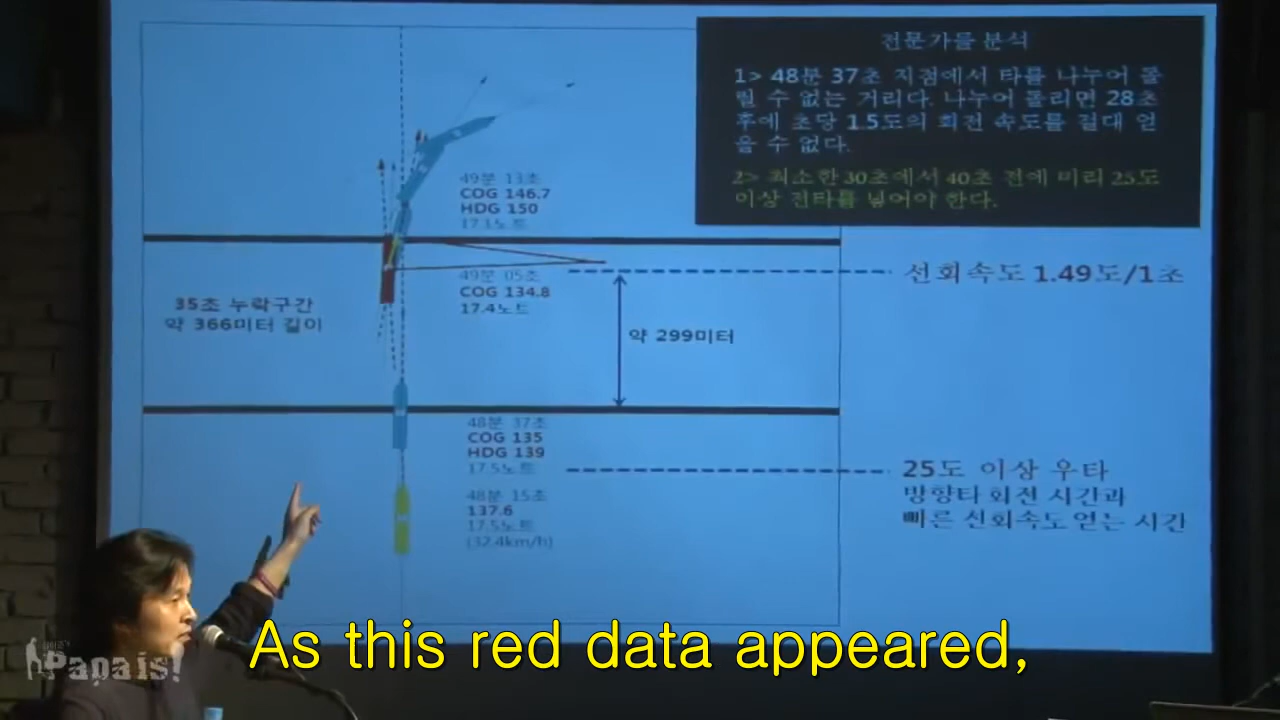 전문가들 분석
1> 48분 37초 지점에서 타를 나누어 돌
릴 수 없는 거리다. 나누어 돌리면 28초
후에 초당 1.5도의 회전 속도를 절대 얻
을 수 없다.
2> 최소한 30초에서 40초 전에 미리 25도
이상 전타를 넣어야 한다.
49분 13초
COG 146.7
HDG 150
17.1노트
49분 05초
COG 134.8
17.4노트
선회속도 1.49도/1초
35초 누락구간
약 366미터 길이
약 299미터
48분 37초
COG 135
HDG 139
17.5노트
25도 이상 우타
방향타 회전 시간과
빠른 선회속도 얻는 시간
48분 15초
137.6
17.5노트
(32.4km/h)
As this red data appeared,
Papa is!